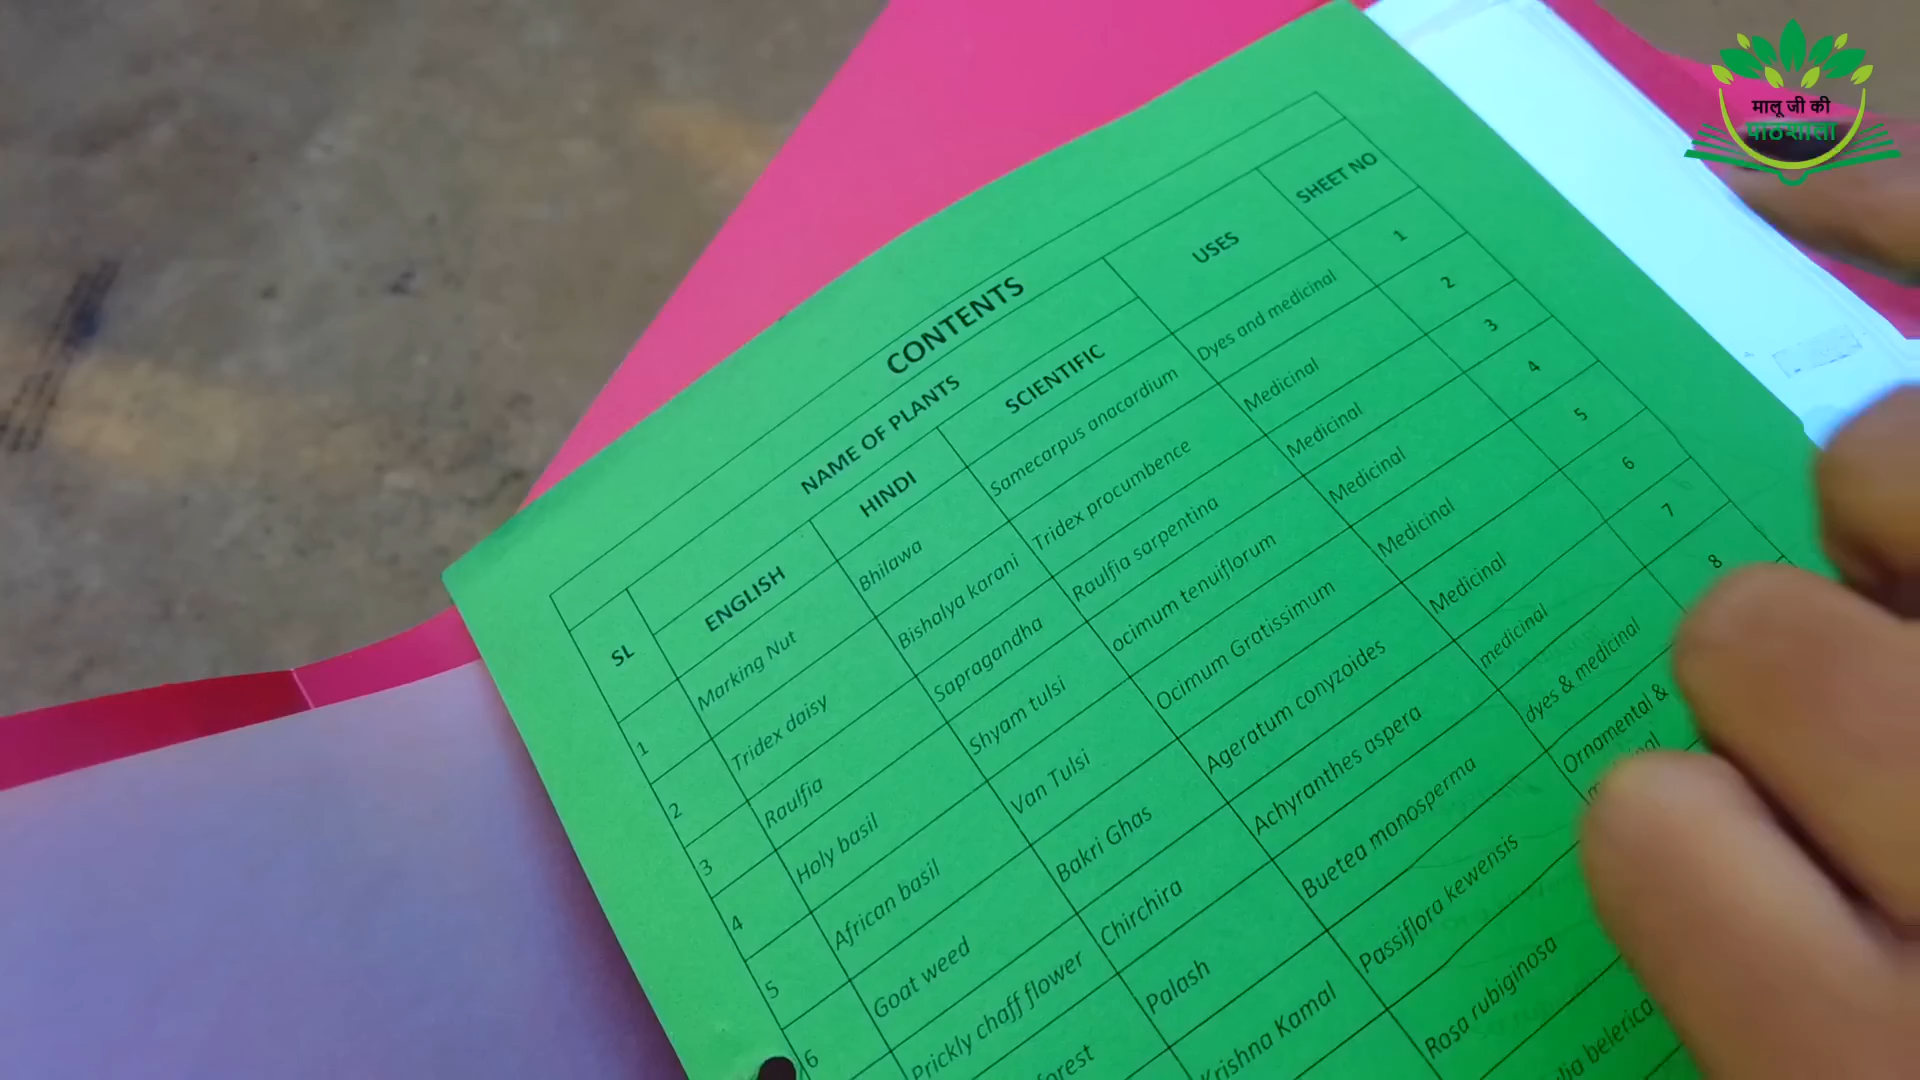 मालू जी की
पाठशाला
CONTENTS
SL NAME OF PLANTS USES SHEET NO
ENGLISH HINDI SCIENTIFIC
1 Marking Nut Bhilawa Samecarpus anacardium Dyes and medicinal 1
2 Tridex daisy Bishalya karani Tridex procumbence Medicinal 2
3 Raulfia Sapragandha Raulfia sarpentina Medicinal 3
4 Holy basil Shyam tulsi ocimum tenuiflorum Medicinal 4
5 African basil Van Tulsi Ocimum Gratissimum Medicinal 5
6 Goat weed Bakri Ghas Ageratum conyzoides Medicinal 6
Prickly chaff flower Chirchira Achyranthes aspera medicinal 7
forest Palash Buetea monosperma dyes & medicinal 8
Krishna Kamal Passiflora kewensis Ornamental &
Rosa rubiginosa
belerica